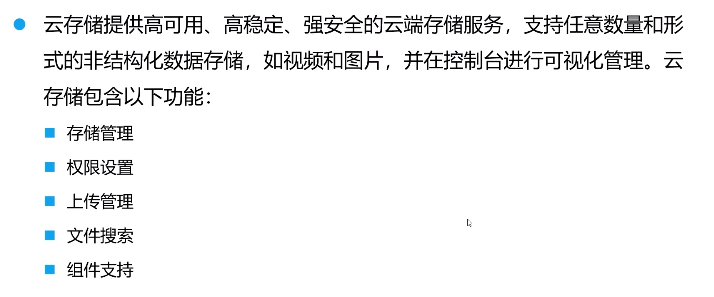 云存储提供高可用、高稳定、强安全的云端存储服务，支持任意数量和形
式的非结构化数据存储，如视频和图片，并在控制台进行可视化管理。云
存储包含以下功能：
存储管理
权限设置
上传管理
文件搜索
组件支持